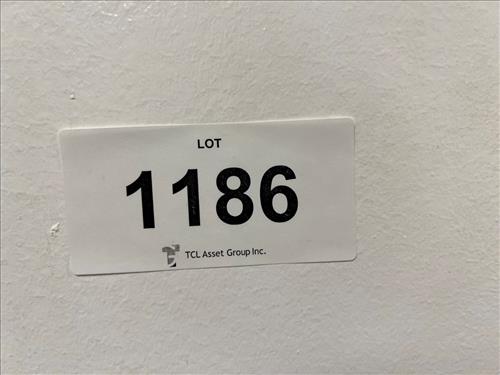 LOT
1186
TCL Asset Group Inc.